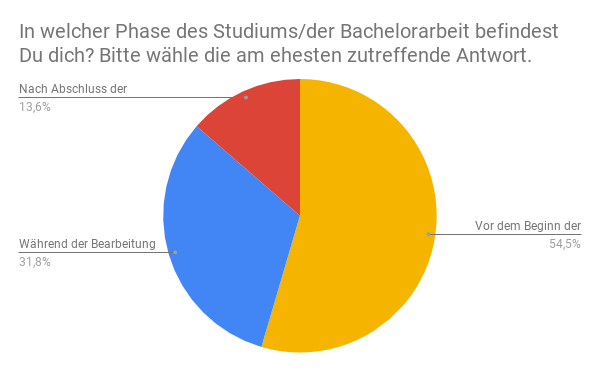 In welcher Phase des Studiums/der Bachelorarbeit befindest
Du dich? Bitte wähle die am ehesten zutreffende Antwort.
Nach Abschluss der
13,6%
Vor dem Beginn der
54,5%
Während der Bearbeitung
31,8%